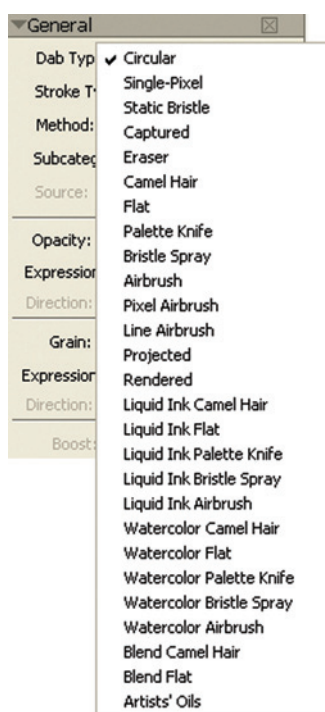 General
Dab Typ
Stroke T
Method:
Subcateg
Source:
Opacity:
Expression
Direction:
Grain:
Expression
Direction:
Boost:
Circular
Single-Pixel
Static Bristle
Captured
Eraser
Camel Hair
Flat
Palette Knife
Bristle Spray
Airbrush
Pixel Airbrush
Line Airbrush
Projected
Rendered
Liquid Ink Camel Hair
Liquid Ink Flat
Liquid Ink Palette Knife
Liquid Ink Bristle Spray
Liquid Ink Airbrush
Watercolor Camel Hair
Watercolor Flat
Watercolor Palette Knife
Watercolor Bristle Spray
Watercolor Airbrush
Blend Camel Hair
Blend Flat
Artists' Oils